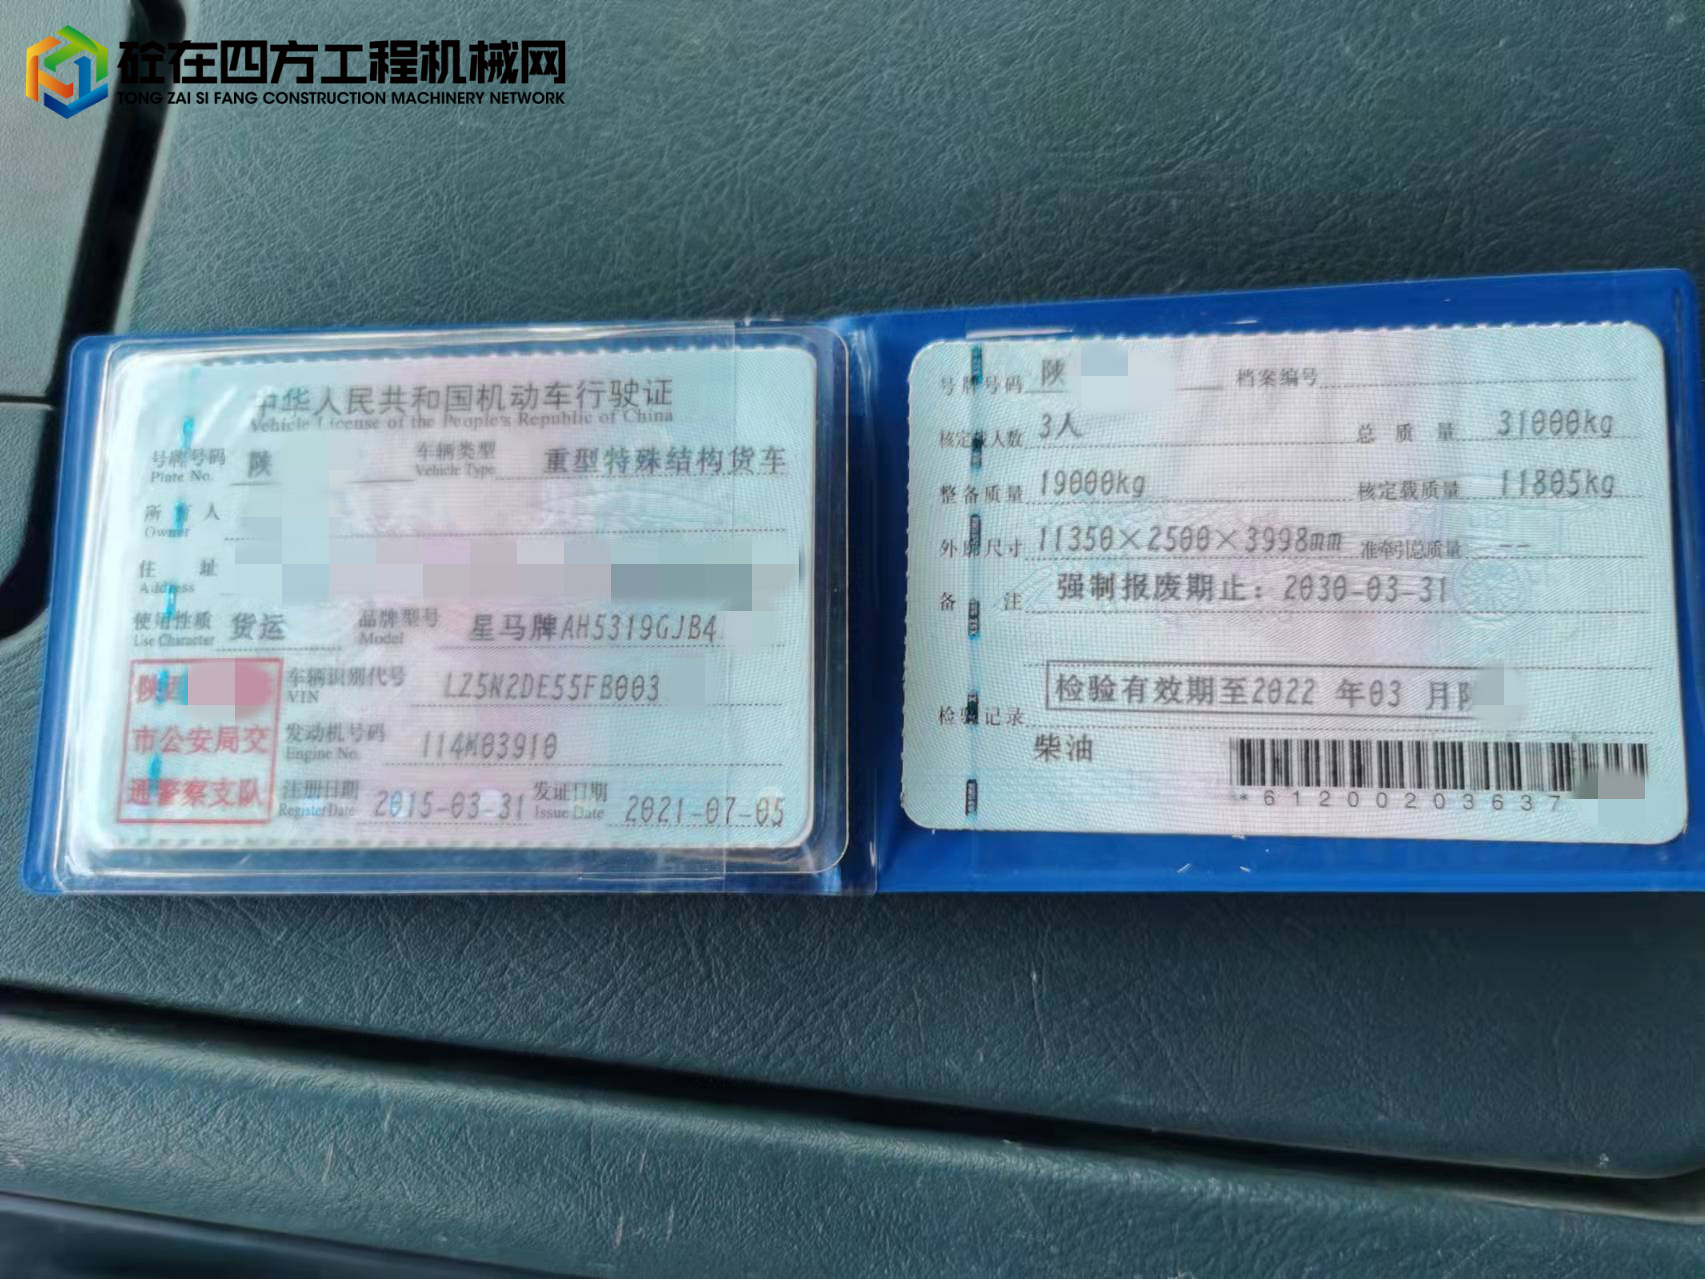 砼在四方工程机械网
TONG ZAI SI FANG CONSTRUCTION MACHINERY NETWORK
中华人民共和国机动车行驶证
Vehicle License of the People's Republic of China
号牌号码 陕 车辆类型 重型特殊结构货车
Plate No. Vehicle Type
所有人
Owner
住址
Address
使用性质 货运 品牌型号 星马牌AH5319GJB4
Use Character Model
车辆识别代号 LZ5N2DE55FB003
VIN
发动机号码 114M03910
Engine No.
注册日期 2015-03-31 发证日期 2021-07-05
Register Date Issue Date
陕西
市公安局交
通警察支队
号牌号码 陕 档案编号
核定载人数 3人 总质量 31000kg
整备质量 19000kg 核定载质量 11805kg
外廓尺寸 11350×2500×3998mm 准牵引总质量 --
备注 强制报废期止：2030-03-31
检验有效期至2022 年03 月
检验记录
柴油
*61200203637